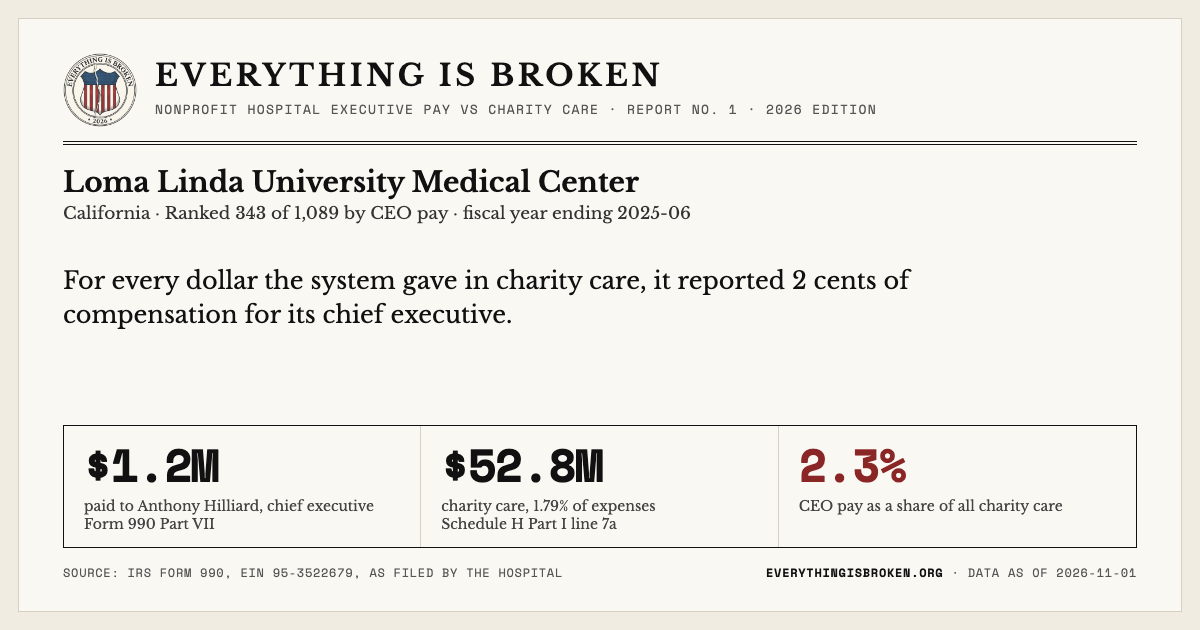 EVERYTHING IS BROKEN
2026
EVERYTHING IS BROKEN
NONPROFIT HOSPITAL EXECUTIVE PAY VS CHARITY CARE · REPORT NO. 1 · 2026 EDITION
Loma Linda University Medical Center
California · Ranked 343 of 1,089 by CEO pay · fiscal year ending 2025-06
For every dollar the system gave in charity care, it reported 2 cents of
compensation for its chief executive.
$1.2M
paid to Anthony Hilliard, chief executive
Form 990 Part VII
$52.8M
charity care, 1.79% of expenses
Schedule H Part I line 7a
2.3%
CEO pay as a share of all charity care
SOURCE: IRS FORM 990, EIN 95-3522679, AS FILED BY THE HOSPITAL
EVERYTHINGISBROKEN.ORG · DATA AS OF 2026-11-01